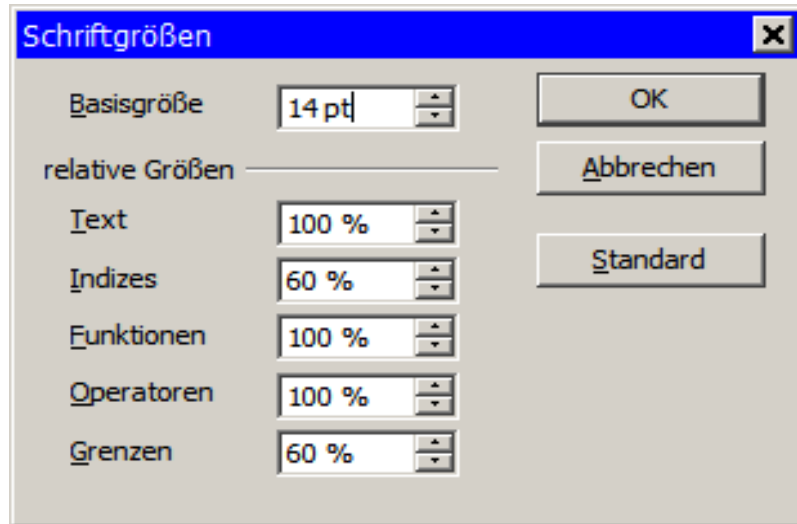 Schriftgrößen
Basisgröße 14 pt OK
relative Größen Abbrechen
Text 100 %
Indizes 60 % Standard
Funktionen 100 %
Operatoren 100 %
Grenzen 60 %